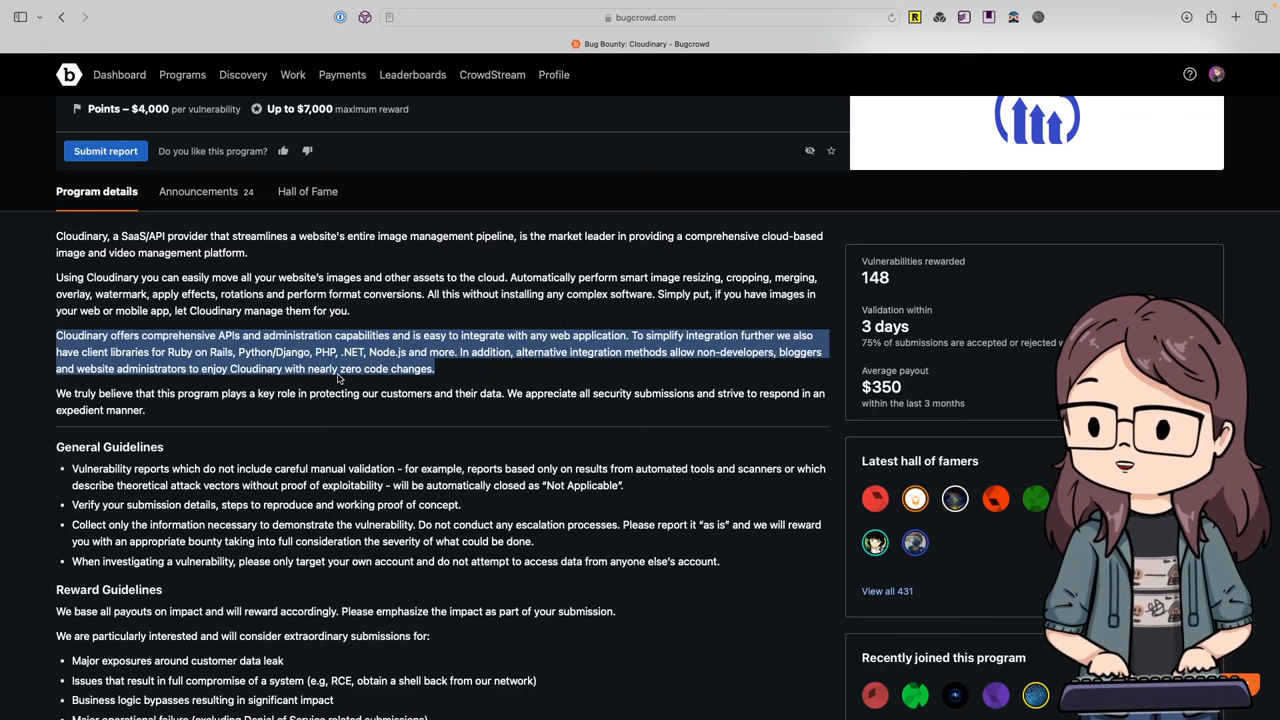 bugcrowd.com
Bug Bounty: Cloudinary - Bugcrowd
b Dashboard Programs Discovery Work Payments Leaderboards CrowdStream Profile
Points – $4,000 per vulnerability Up to $7,000 maximum reward
Submit report Do you like this program?
Program details Announcements 24 Hall of Fame
Cloudinary, a SaaS/API provider that streamlines a website's entire image management pipeline, is the market leader in providing a comprehensive cloud-based
image and video management platform.
Using Cloudinary you can easily move all your website's images and other assets to the cloud. Automatically perform smart image resizing, cropping, merging,
overlay, watermark, apply effects, rotations and perform format conversions. All this without installing any complex software. Simply put, if you have images in
your web or mobile app, let Cloudinary manage them for you.
Cloudinary offers comprehensive APIs and administration capabilities and is easy to integrate with any web application. To simplify integration further we also
have client libraries for Ruby on Rails, Python/Django, PHP, .NET, Node.js and more. In addition, alternative integration methods allow non-developers, bloggers
and website administrators to enjoy Cloudinary with nearly zero code changes.
We truly believe that this program plays a key role in protecting our customers and their data. We appreciate all security submissions and strive to respond in an
expedient manner.
General Guidelines
• Vulnerability reports which do not include careful manual validation - for example, reports based only on results from automated tools and scanners or which
describe theoretical attack vectors without proof of exploitability - will be automatically closed as “Not Applicable”.
• Verify your submission details, steps to reproduce and working proof of concept.
• Collect only the information necessary to demonstrate the vulnerability. Do not conduct any escalation processes. Please report it “as is” and we will reward
you with an appropriate bounty taking into full consideration the severity of what could be done.
• When investigating a vulnerability, please only target your own account and do not attempt to access data from anyone else's account.
Reward Guidelines
We base all payouts on impact and will reward accordingly. Please emphasize the impact as part of your submission.
We are particularly interested and will consider extraordinary submissions for:
• Major exposures around customer data leak
• Issues that result in full compromise of a system (e.g, RCE, obtain a shell back from our network)
• Business logic bypasses resulting in significant impact
• Major operational failure (excluding Denial of Service related submissions)
Vulnerabilities rewarded
148
Validation within
3 days
75% of submissions are accepted or rejected w
Average payout
$350
within the last 3 months
Latest hall of famers
View all 431
Recently joined this program